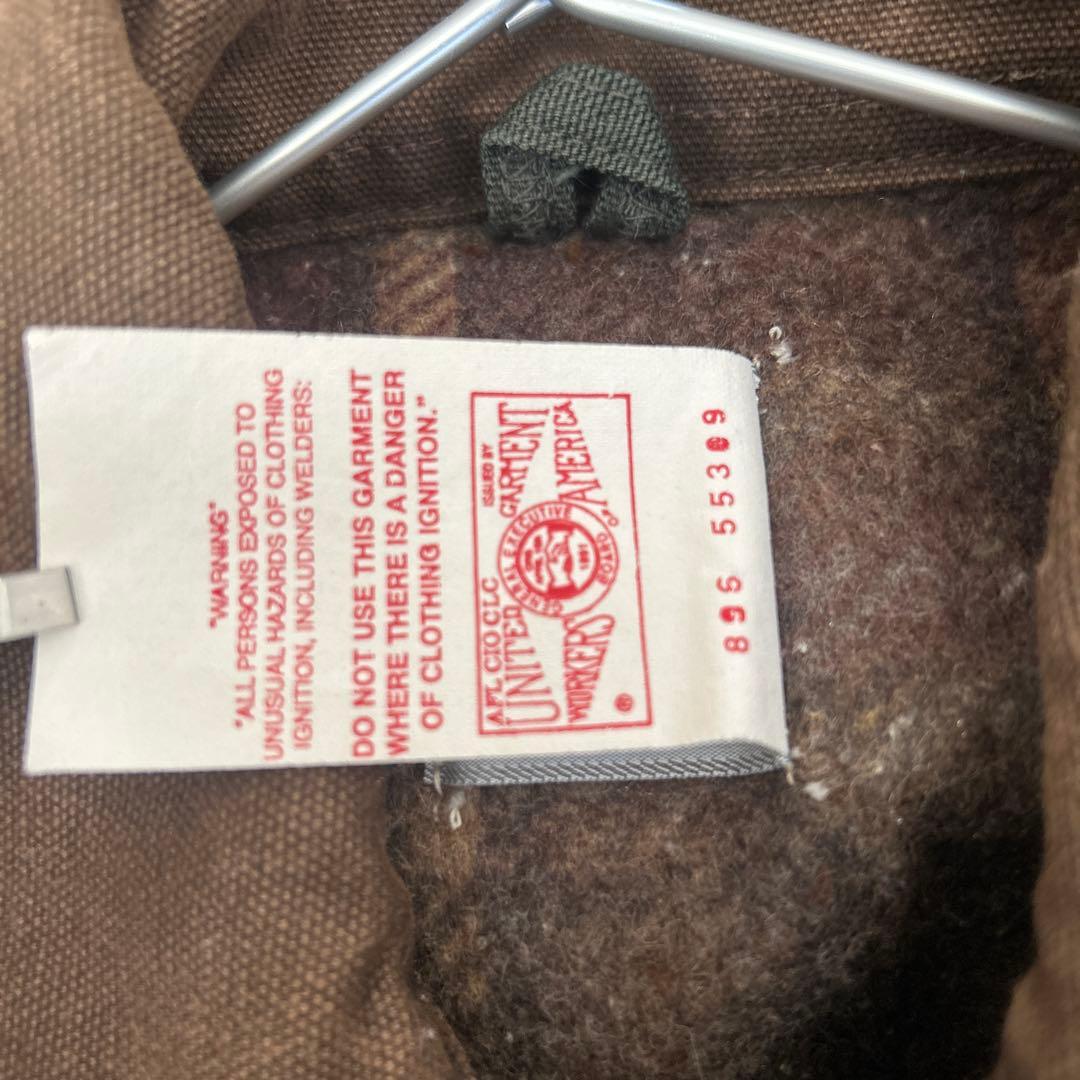 "WARNING"
"ALL PERSONS EXPOSED TO
UNUSUAL HAZARDS OF CLOTHING
IGNITION, INCLUDING WELDERS:
DO NOT USE THIS GARMENT
WHERE THERE IS A DANGER
OF CLOTHING IGNITION."
AFL CIO CLC ISSUED BY
UNITED GARMENT
WORKERS OF AMERICA
GENERAL EXECUTIVE BOARD
1891
®
895 55309